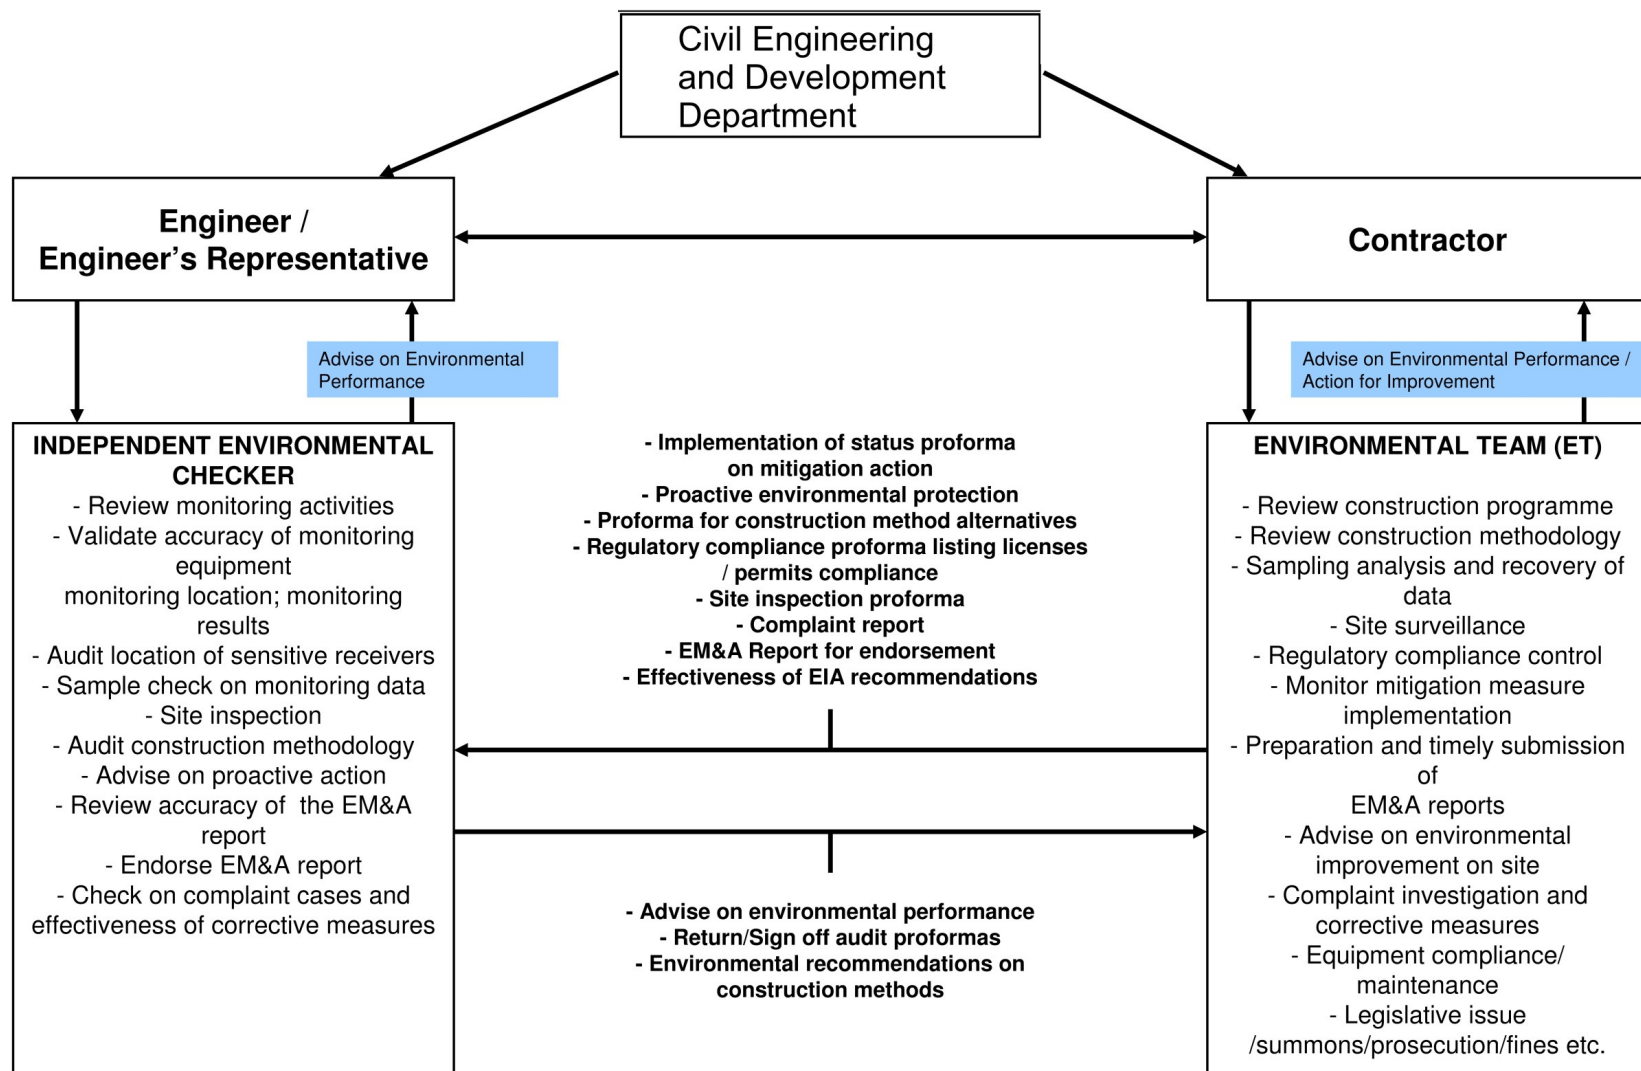 Civil Engineering
and Development
Department
Engineer /
Engineer’s Representative
Contractor
Advise on Environmental
Performance
Advise on Environmental Performance /
Action for Improvement
INDEPENDENT ENVIRONMENTAL
CHECKER
- Review monitoring activities
- Validate accuracy of monitoring
equipment
monitoring location; monitoring
results
- Audit location of sensitive receivers
- Sample check on monitoring data
- Site inspection
- Audit construction methodology
- Advise on proactive action
- Review accuracy of  the EM&A
report
- Endorse EM&A report
- Check on complaint cases and
effectiveness of corrective measures
- Implementation of status proforma
on mitigation action
- Proactive environmental protection
- Proforma for construction method alternatives
- Regulatory compliance proforma listing licenses
/ permits compliance
- Site inspection proforma
- Complaint report
- EM&A Report for endorsement
- Effectiveness of EIA recommendations
- Advise on environmental performance
- Return/Sign off audit proformas
- Environmental recommendations on
construction methods
ENVIRONMENTAL TEAM (ET)
- Review construction programme
- Review construction methodology
- Sampling analysis and recovery of
data
- Site surveillance
- Regulatory compliance control
- Monitor mitigation measure
implementation
- Preparation and timely submission
of
EM&A reports
- Advise on environmental
improvement on site
- Complaint investigation and
corrective measures
- Equipment compliance/
maintenance
- Legislative issue
/summons/prosecution/fines etc.